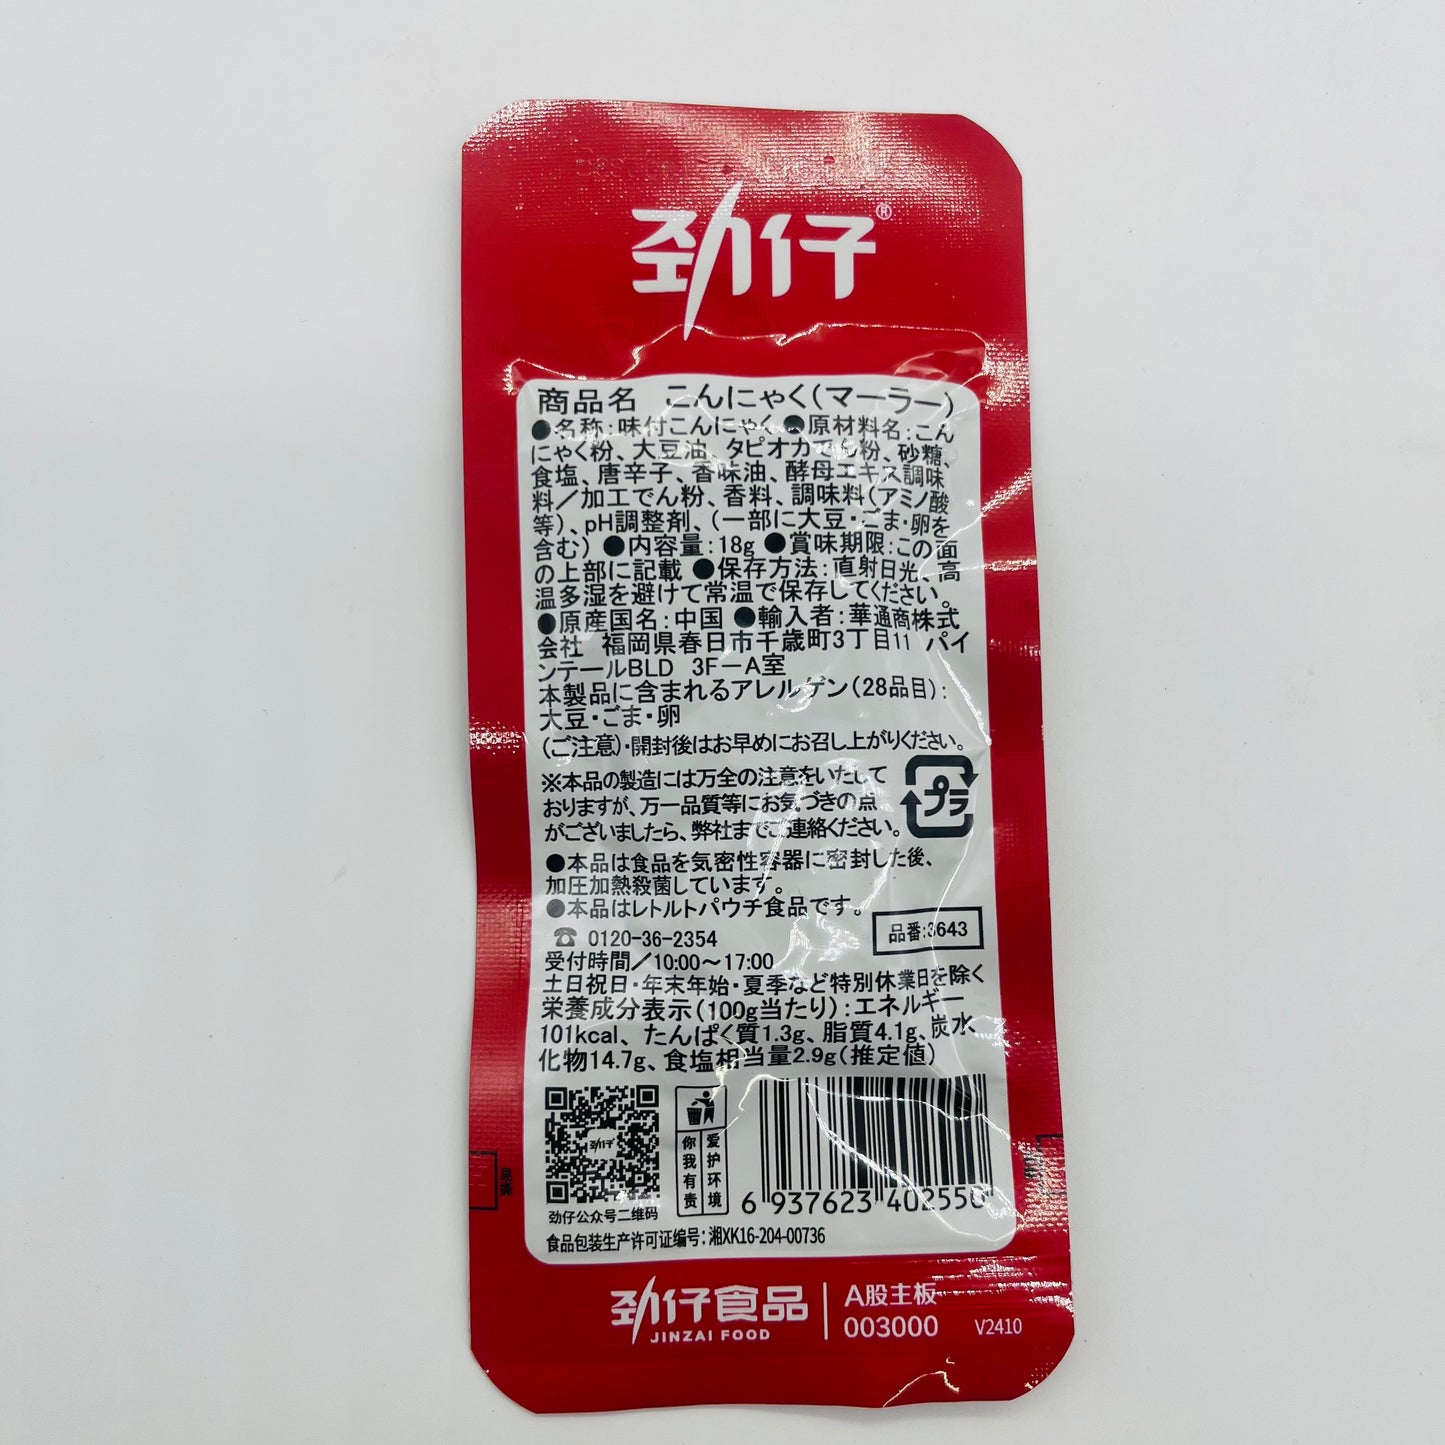 劲仔®
商品名　こんにゃく(マーラー)
●名称:味付こんにゃく●原材料名:こん
にゃく粉、大豆油、タピオカでん粉、砂糖、
食塩、唐辛子、香味油、酵母エキス調味
料／加工でん粉、香料、調味料(アミノ酸
等)、pH調整剤、(一部に大豆・ごま・卵を
含む) ●内容量:18g ●賞味期限:この面
の上部に記載 ●保存方法:直射日光、高
温多湿を避けて常温で保存してください。
●原産国名:中国 ●輸入者:華通商株式
会社　福岡県春日市千歳町3丁目11 パイ
ンテールBLD 3F－A室
本製品に含まれるアレルゲン(28品目):
大豆・ごま・卵
(ご注意)・開封後はお早めにお召し上がりください。
※本品の製造には万全の注意をいたして
おりますが、万一品質等にお気づきの点
がございましたら、弊社までご連絡ください。
プラ
●本品は食品を気密性容器に密封した後、
加圧加熱殺菌しています。
●本品はレトルトパウチ食品です。
品番:3643
☎ 0120-36-2354
受付時間／10:00～17:00
土日祝日・年末年始・夏季など特別休業日を除く
栄養成分表示(100g当たり):エネルギー
101kcal、たんぱく質1.3g、脂質4.1g、炭水
化物14.7g、食塩相当量2.9g(推定値)
劲仔
爱护环境
你我有责
6 937623 402550
劲仔公众号二维码
食品包装生产许可证编号:湘XK16-204-00736
易撕
劲仔食品
JINZAI FOOD
A股主板
003000
V2410